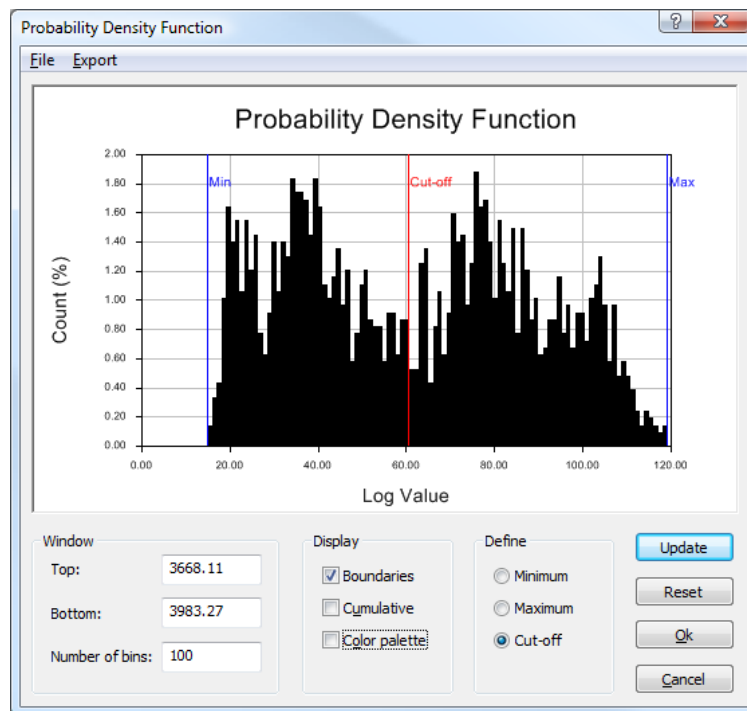 Probability Density Function
File Export
Probability Density Function
2.00
1.80
1.60
1.40
1.20
1.00
0.80
0.60
0.40
0.20
0.00
Count (%)
Min
Cut-off
Max
0.00 20.00 40.00 60.00 80.00 100.00 120.00
Log Value
Window
Top: 3668.11
Bottom: 3983.27
Number of bins: 100
Display
Boundaries
Cumulative
Color palette
Define
Minimum
Maximum
Cut-off
Update
Reset
Ok
Cancel